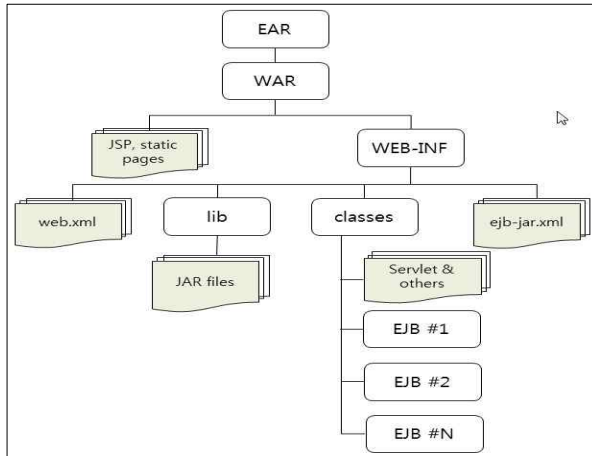 EAR
WAR
JSP, static
pages
WEB-INF
web.xml
lib
classes
ejb-jar.xml
JAR files
Servlet &
others
EJB #1
EJB #2
EJB #N